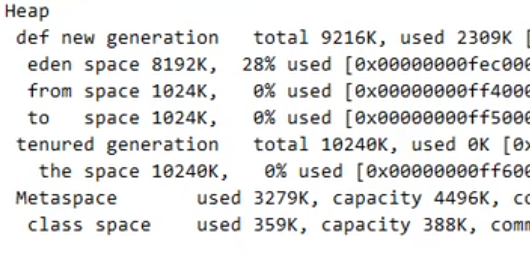 Heap
 def new generation   total 9216K, used 2309K [
  eden space 8192K,  28% used [0x00000000fec000
  from space 1024K,   0% used [0x00000000ff4000
  to   space 1024K,   0% used [0x00000000ff5000
 tenured generation   total 10240K, used 0K [0x
   the space 10240K,   0% used [0x00000000ff600
 Metaspace       used 3279K, capacity 4496K, co
  class space    used 359K, capacity 388K, comm